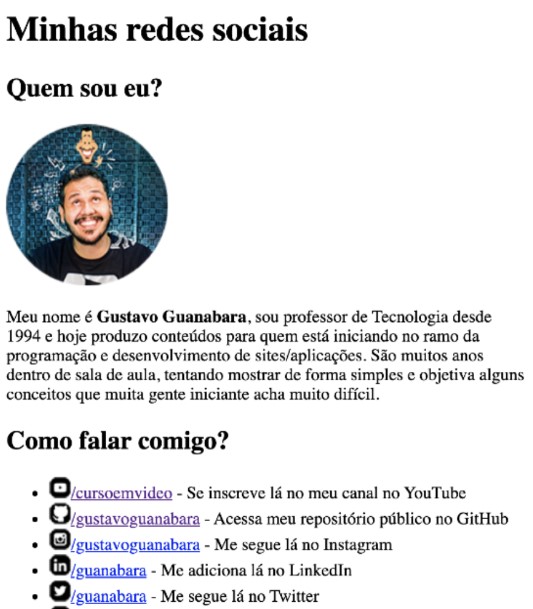 Minhas redes sociais
Quem sou eu?
Meu nome é Gustavo Guanabara, sou professor de Tecnologia desde
1994 e hoje produzo conteúdos para quem está iniciando no ramo da
programação e desenvolvimento de sites/aplicações. São muitos anos
dentro de sala de aula, tentando mostrar de forma simples e objetiva alguns
conceitos que muita gente iniciante acha muito difícil.
Como falar comigo?
/cursoemvideo - Se inscreve lá no meu canal no YouTube
/gustavoguanabara - Acessa meu repositório público no GitHub
/gustavoguanabara - Me segue lá no Instagram
/guanabara - Me adiciona lá no LinkedIn
/guanabara - Me segue lá no Twitter